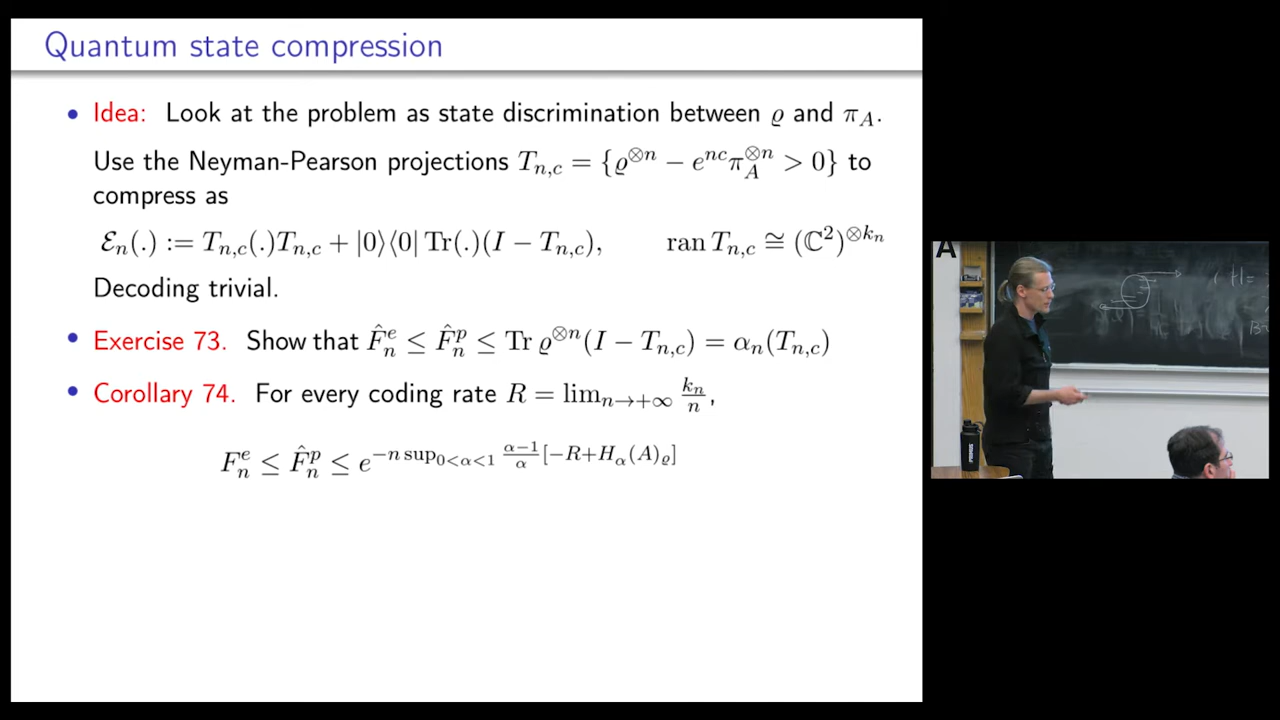 Quantum state compression
• Idea: Look at the problem as state discrimination between ϱ and π_A.
Use the Neyman-Pearson projections T_{n,c} = {ϱ^{⊗n} − e^{nc}π_A^{⊗n} > 0} to
compress as
ℰ_n(.) := T_{n,c}(.)T_{n,c} + |0⟩⟨0| Tr(.)(I − T_{n,c}), ran T_{n,c} ≅ (ℂ^2)^{⊗k_n}
Decoding trivial.
• Exercise 73. Show that F̂_n^e ≤ F̂_n^p ≤ Tr ϱ^{⊗n}(I − T_{n,c}) = α_n(T_{n,c})
• Corollary 74. For every coding rate R = lim_{n→+∞} k_n/n,
F_n^e ≤ F̂_n^p ≤ e^{−n sup_{0<α<1} (α−1)/α [−R+H_α(A)_ϱ]}
A